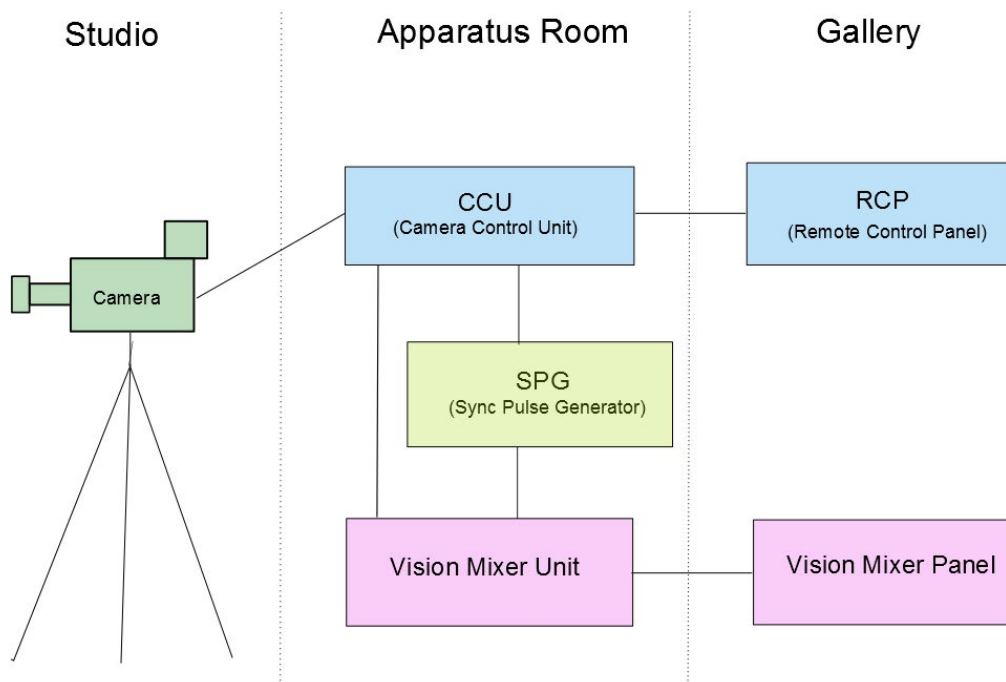 Studio
Apparatus Room
Gallery
CCU
(Camera Control Unit)
RCP
(Remote Control Panel)
Camera
SPG
(Sync Pulse Generator)
Vision Mixer Unit
Vision Mixer Panel